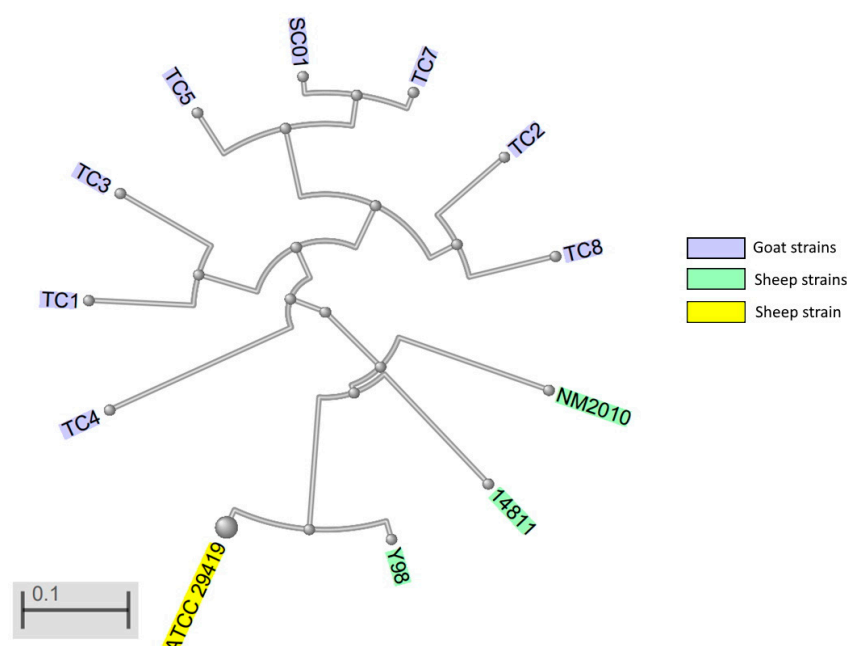 SC01
TC7
TC5
TC2
TC3
TC8
TC1
TC4
NM2010
14811
Y98
ATCC 29419
0.1
Goat strains
Sheep strains
Sheep strain